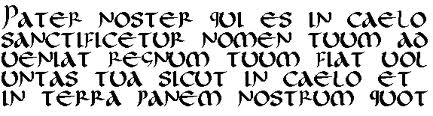 Pater noster qui es in caelo
sanctificetur nomen tuum ad
ueniat regnum tuum fiat uol
untas tua sicut in caelo et
in terra panem nostrum quot